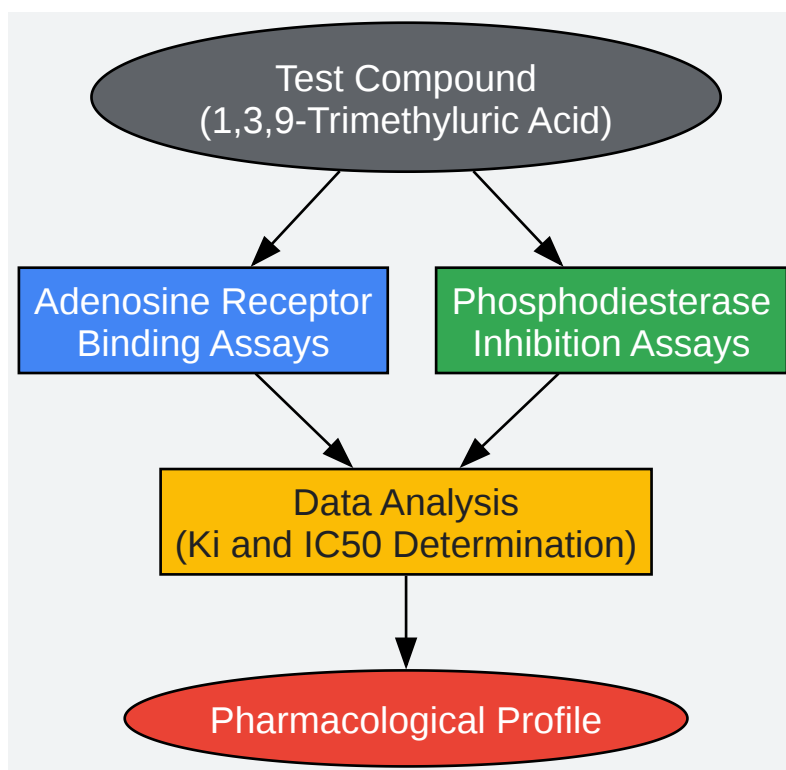 Test Compound
(1,3,9-Trimethyluric Acid)
Adenosine Receptor
Binding Assays
Phosphodiesterase
Inhibition Assays
Data Analysis
(Ki and IC50 Determination)
Pharmacological Profile